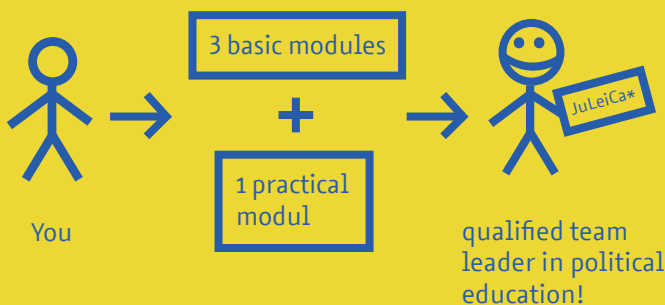 3 basic modules
+
1 practical
modul
You
JuLeiCa*
qualified team
leader in political
education!